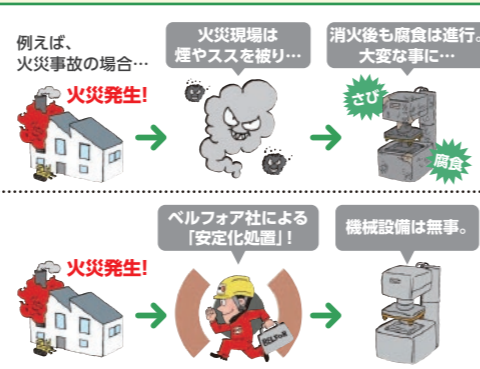 例えば、
火災事故の場合…
火災発生!
火災現場は
煙やススを被り…
消火後も腐食は進行。
大変な事に…
さび
腐食
火災発生!
ベルフォア社による
「安定化処置」!
機械設備は無事。
BELFOR